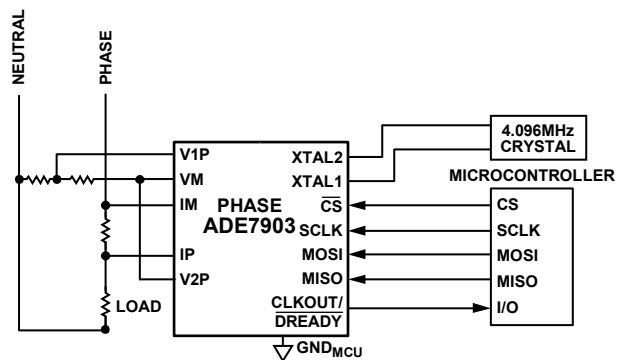 NEUTRAL
PHASE
V1P
VM
IM
IP
V2P
LOAD
PHASE
ADE7903
XTAL2
XTAL1
CS
SCLK
MOSI
MISO
CLKOUT/
DREADY
GNDMCU
4.096MHz
CRYSTAL
MICROCONTROLLER
CS
SCLK
MOSI
MISO
I/O